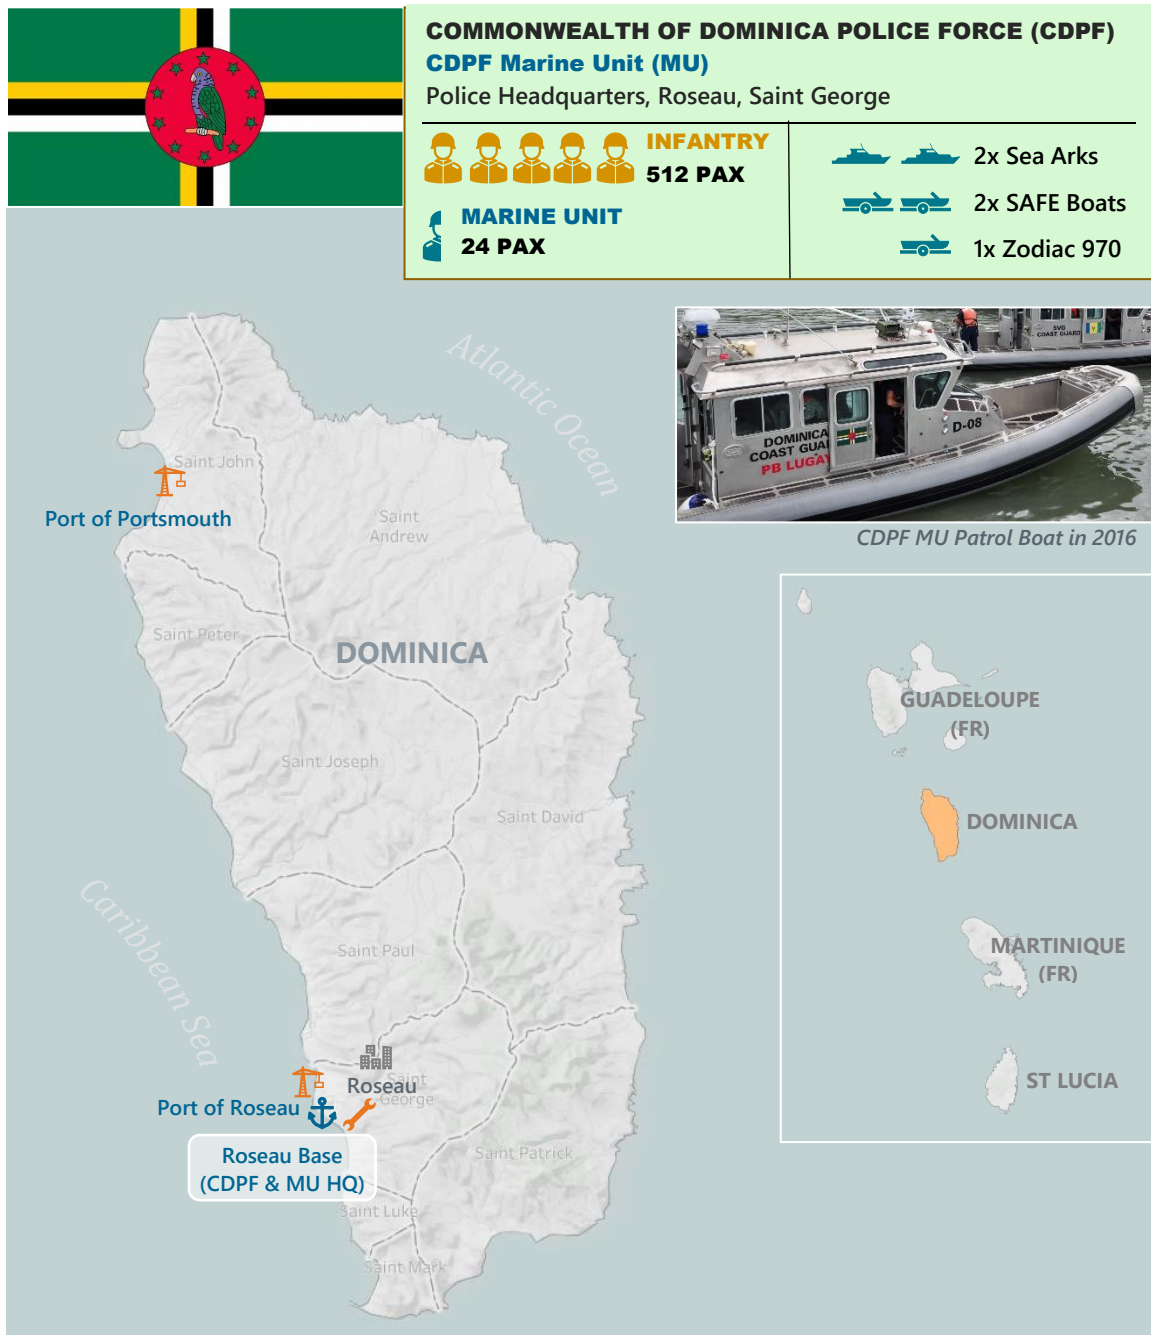 COMMONWEALTH OF DOMINICA POLICE FORCE (CDPF)
CDPF Marine Unit (MU)
Police Headquarters, Roseau, Saint George
INFANTRY
512 PAX
MARINE UNIT
24 PAX
2x Sea Arks
2x SAFE Boats
1x Zodiac 970
Atlantic Ocean
SVG
COAST GUARD
DOMINICA
COAST GUA
PB LUGAY
D-08
CDPF MU Patrol Boat in 2016
Saint John
Port of Portsmouth
Saint
Andrew
Saint Peter
DOMINICA
Saint Joseph
Saint David
Caribbean Sea
Saint Paul
Roseau
Saint
George
Port of Roseau
Roseau Base
(CDPF & MU HQ)
Saint Patrick
Saint Luke
Saint Mark
GUADELOUPE
(FR)
DOMINICA
MARTINIQUE
(FR)
ST LUCIA